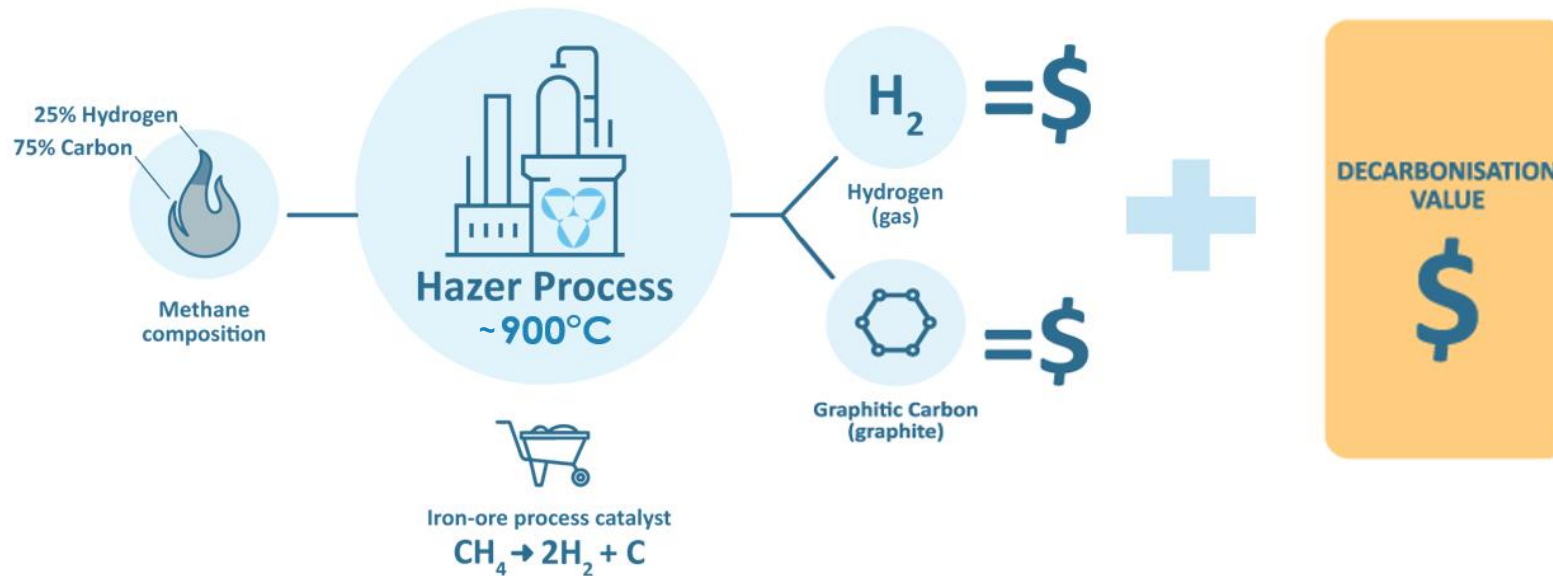 25% Hydrogen
75% Carbon
Methane
composition
Hazer Process
~900°C
Iron-ore process catalyst
CH₄ → 2H₂ + C
H₂
=$
Hydrogen
(gas)
=$
Graphitic Carbon
(graphite)
DECARBONISATION
VALUE
$